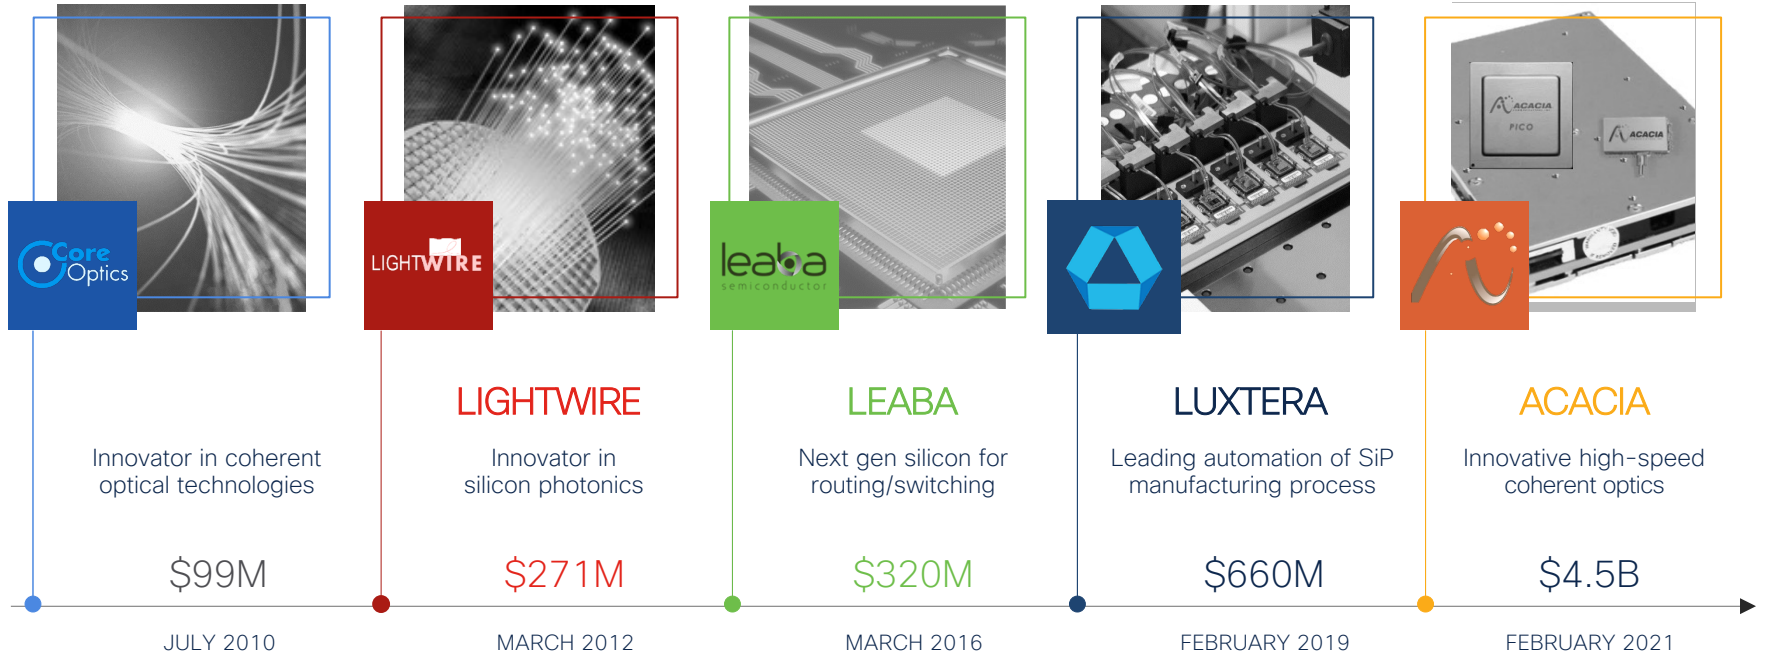 Core
Optics
Innovator in coherent
optical technologies
$99M
JULY 2010
LIGHTWIRE
LIGHTWIRE
Innovator in
silicon photonics
$271M
MARCH 2012
leaba
semiconductor
LEABA
Next gen silicon for
routing/switching
$320M
MARCH 2016
LUXTERA
Leading automation of SiP
manufacturing process
$660M
FEBRUARY 2019
ACACIA
PICO
ACACIA
ACACIA
Innovative high-speed
coherent optics
$4.5B
FEBRUARY 2021